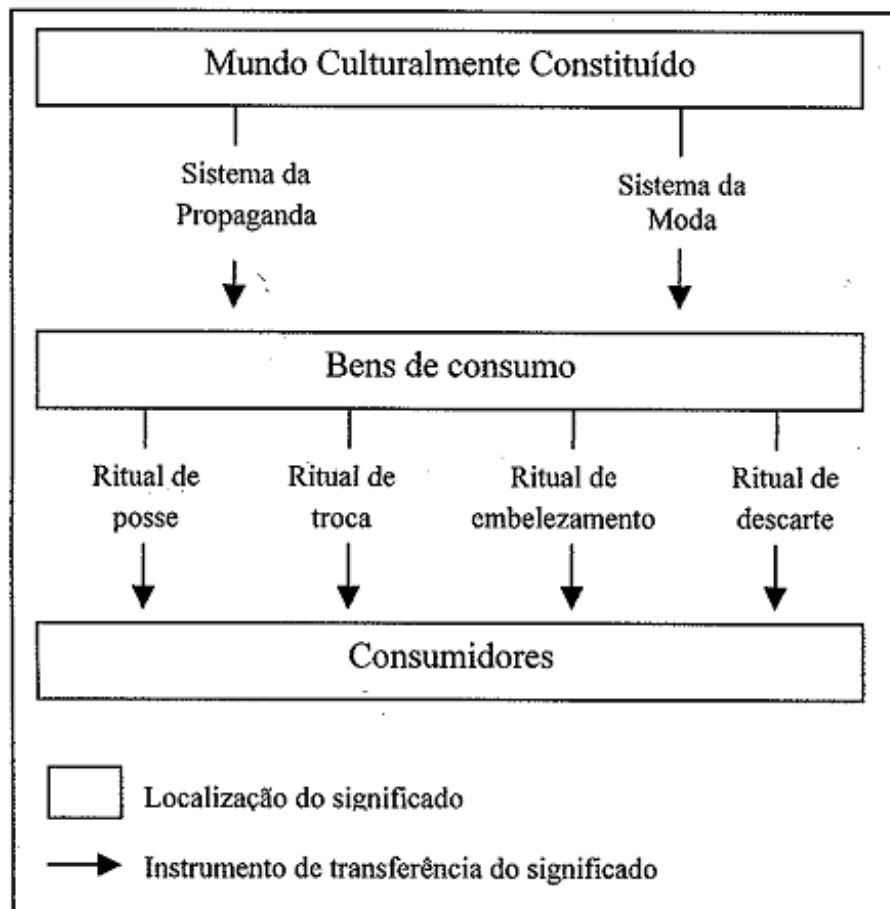 Mundo Culturalmente Constituído
Sistema da
Propaganda
Sistema da
Moda
Bens de consumo
Ritual de
posse
Ritual de
troca
Ritual de
embelezamento
Ritual de
descarte
Consumidores
Localização do significado
Instrumento de transferência do significado